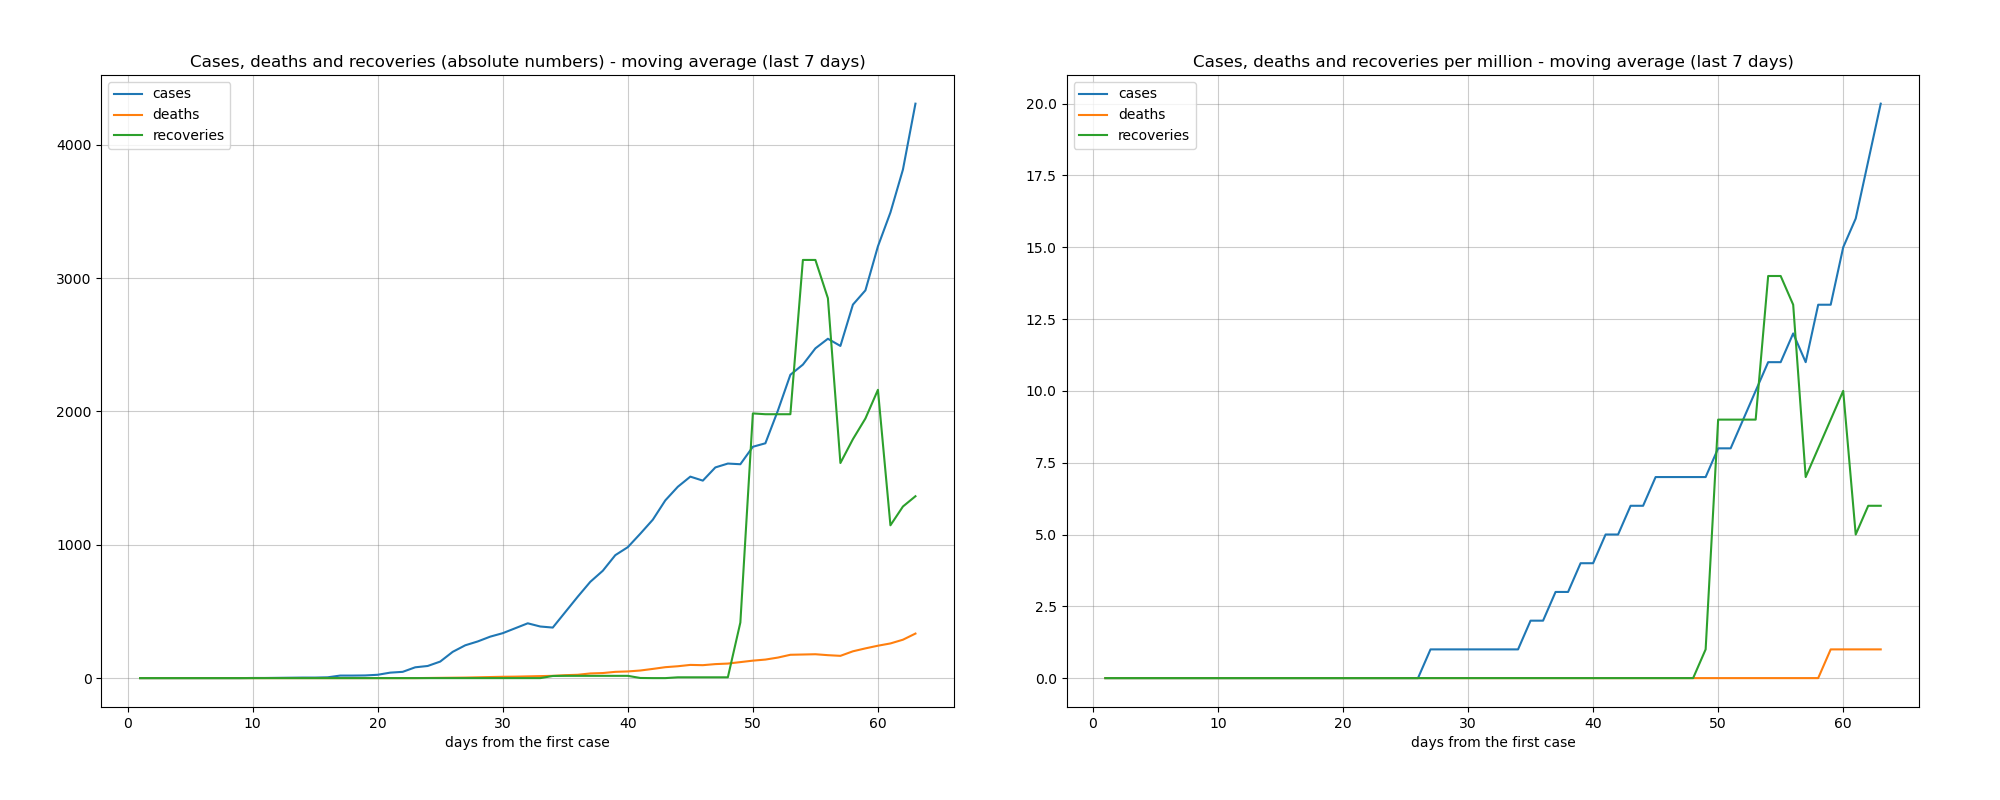 Cases, deaths and recoveries (absolute numbers) - moving average (last 7 days)
cases
deaths
recoveries
4000
3000
2000
1000
0
0 10 20 30 40 50 60
days from the first case
Cases, deaths and recoveries per million - moving average (last 7 days)
cases
deaths
recoveries
20.0
17.5
15.0
12.5
10.0
7.5
5.0
2.5
0.0
0 10 20 30 40 50 60
days from the first case